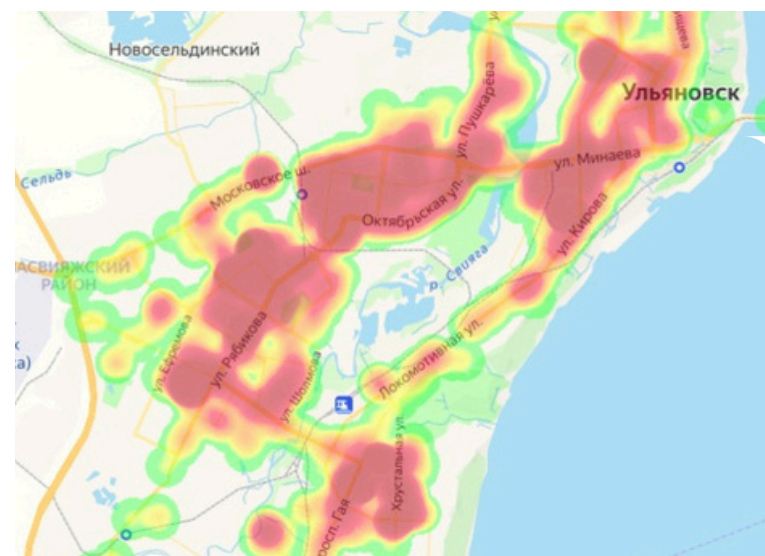 Новосельдинский
Ульяновск
ул. Пушкарёва
ул. Минаева
Сельдь
Московское ш.
Октябрьская ул.
ул. Кирова
р. Свияга
АСВИЯЖСКИЙ
РАЙОН
ул. Ефремова
ул. Рябикова
ул. Шолмова
Локомотивная ул.
Хрустальная ул.
просп. Гая